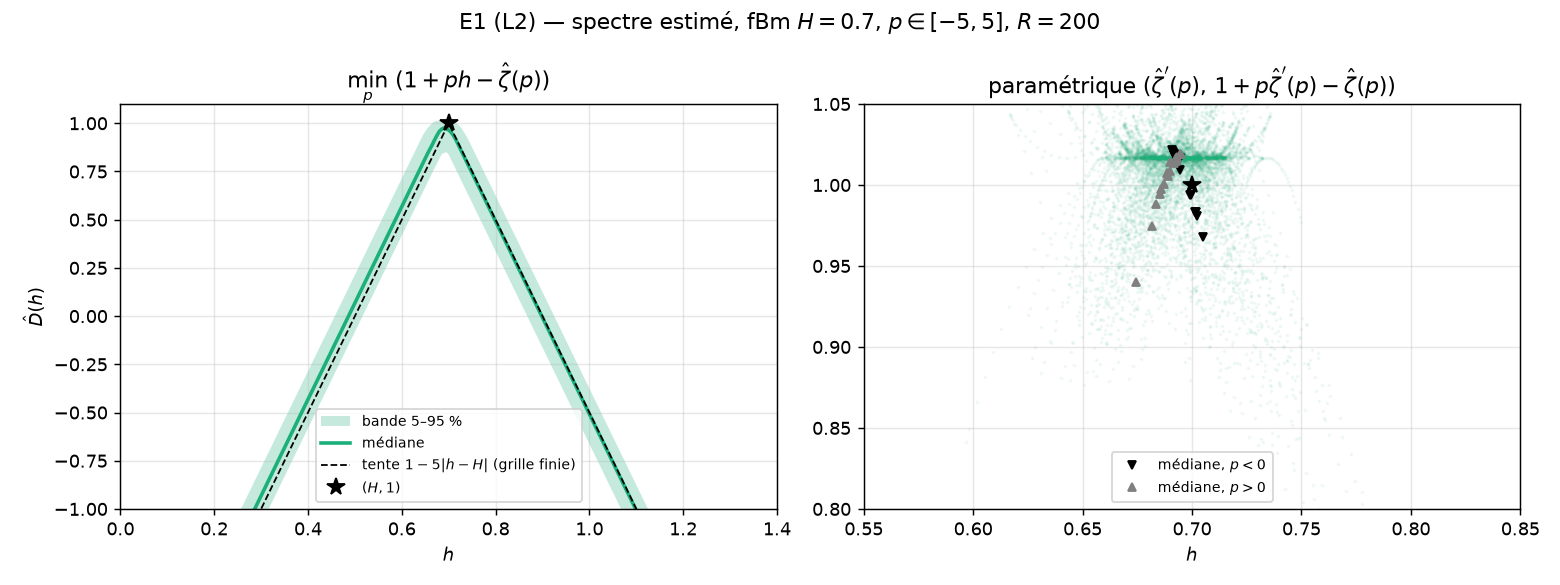 E1 (L2) — spectre estimé, fBm H = 0.7, p ∈ [−5, 5], R = 200
min_p (1 + ph − ζ̂(p))
1.00
0.75
0.50
0.25
0.00
−0.25
−0.50
−0.75
−1.00
D̂(h)
bande 5–95 %
médiane
tente 1 − 5|h − H| (grille finie)
(H, 1)
0.0 0.2 0.4 0.6 0.8 1.0 1.2 1.4
h
paramétrique (ζ̂′(p), 1 + pζ̂′(p) − ζ̂(p))
1.05
1.00
0.95
0.90
0.85
0.80
médiane, p < 0
médiane, p > 0
0.55 0.60 0.65 0.70 0.75 0.80 0.85
h